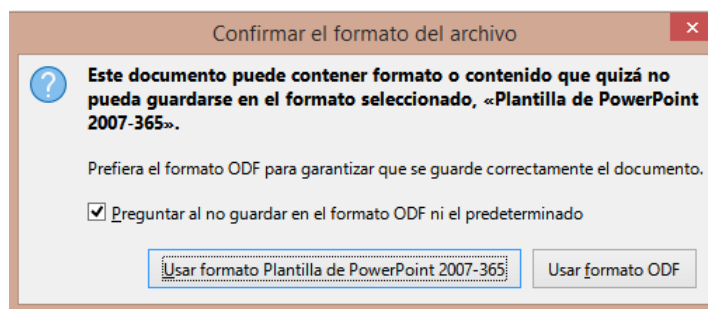 Confirmar el formato del archivo
Este documento puede contener formato o contenido que quizá no
pueda guardarse en el formato seleccionado, «Plantilla de PowerPoint
2007-365».
Prefiera el formato ODF para garantizar que se guarde correctamente el documento.
Preguntar al no guardar en el formato ODF ni el predeterminado
Usar formato Plantilla de PowerPoint 2007-365 Usar formato ODF